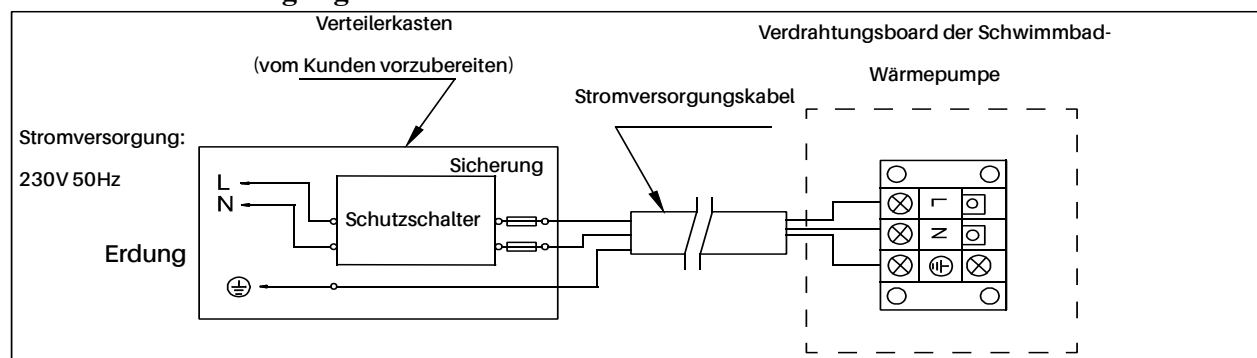 Verteilerkasten
(vom Kunden vorzubereiten)
Verdrahtungsboard der Schwimmbad-
Wärmepumpe
Stromversorgungskabel
Stromversorgung:
230V 50Hz
Sicherung
L
N
Schutzschalter
Erdung
L
N